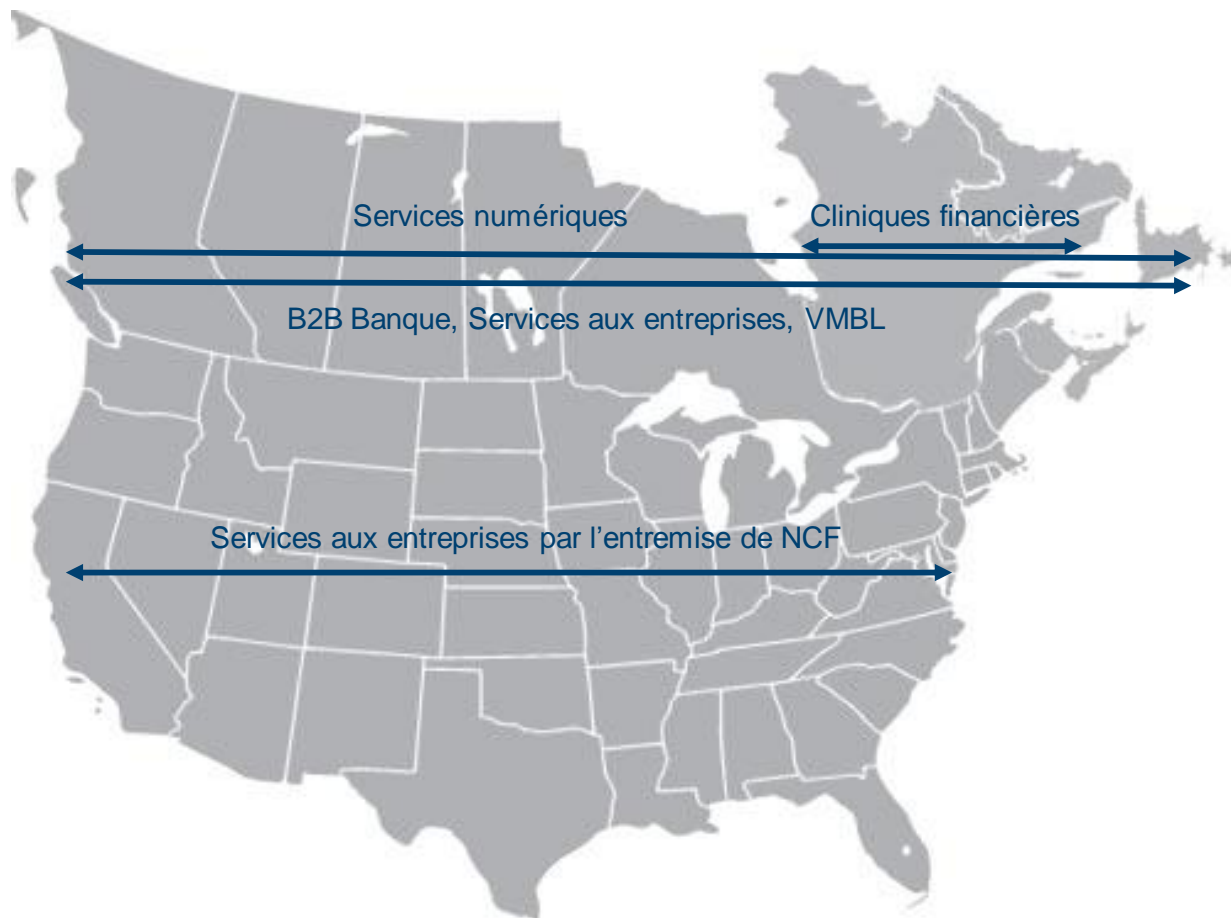 Services numériques
Cliniques financières
B2B Banque, Services aux entreprises, VMBL
Services aux entreprises par l’entremise de NCF